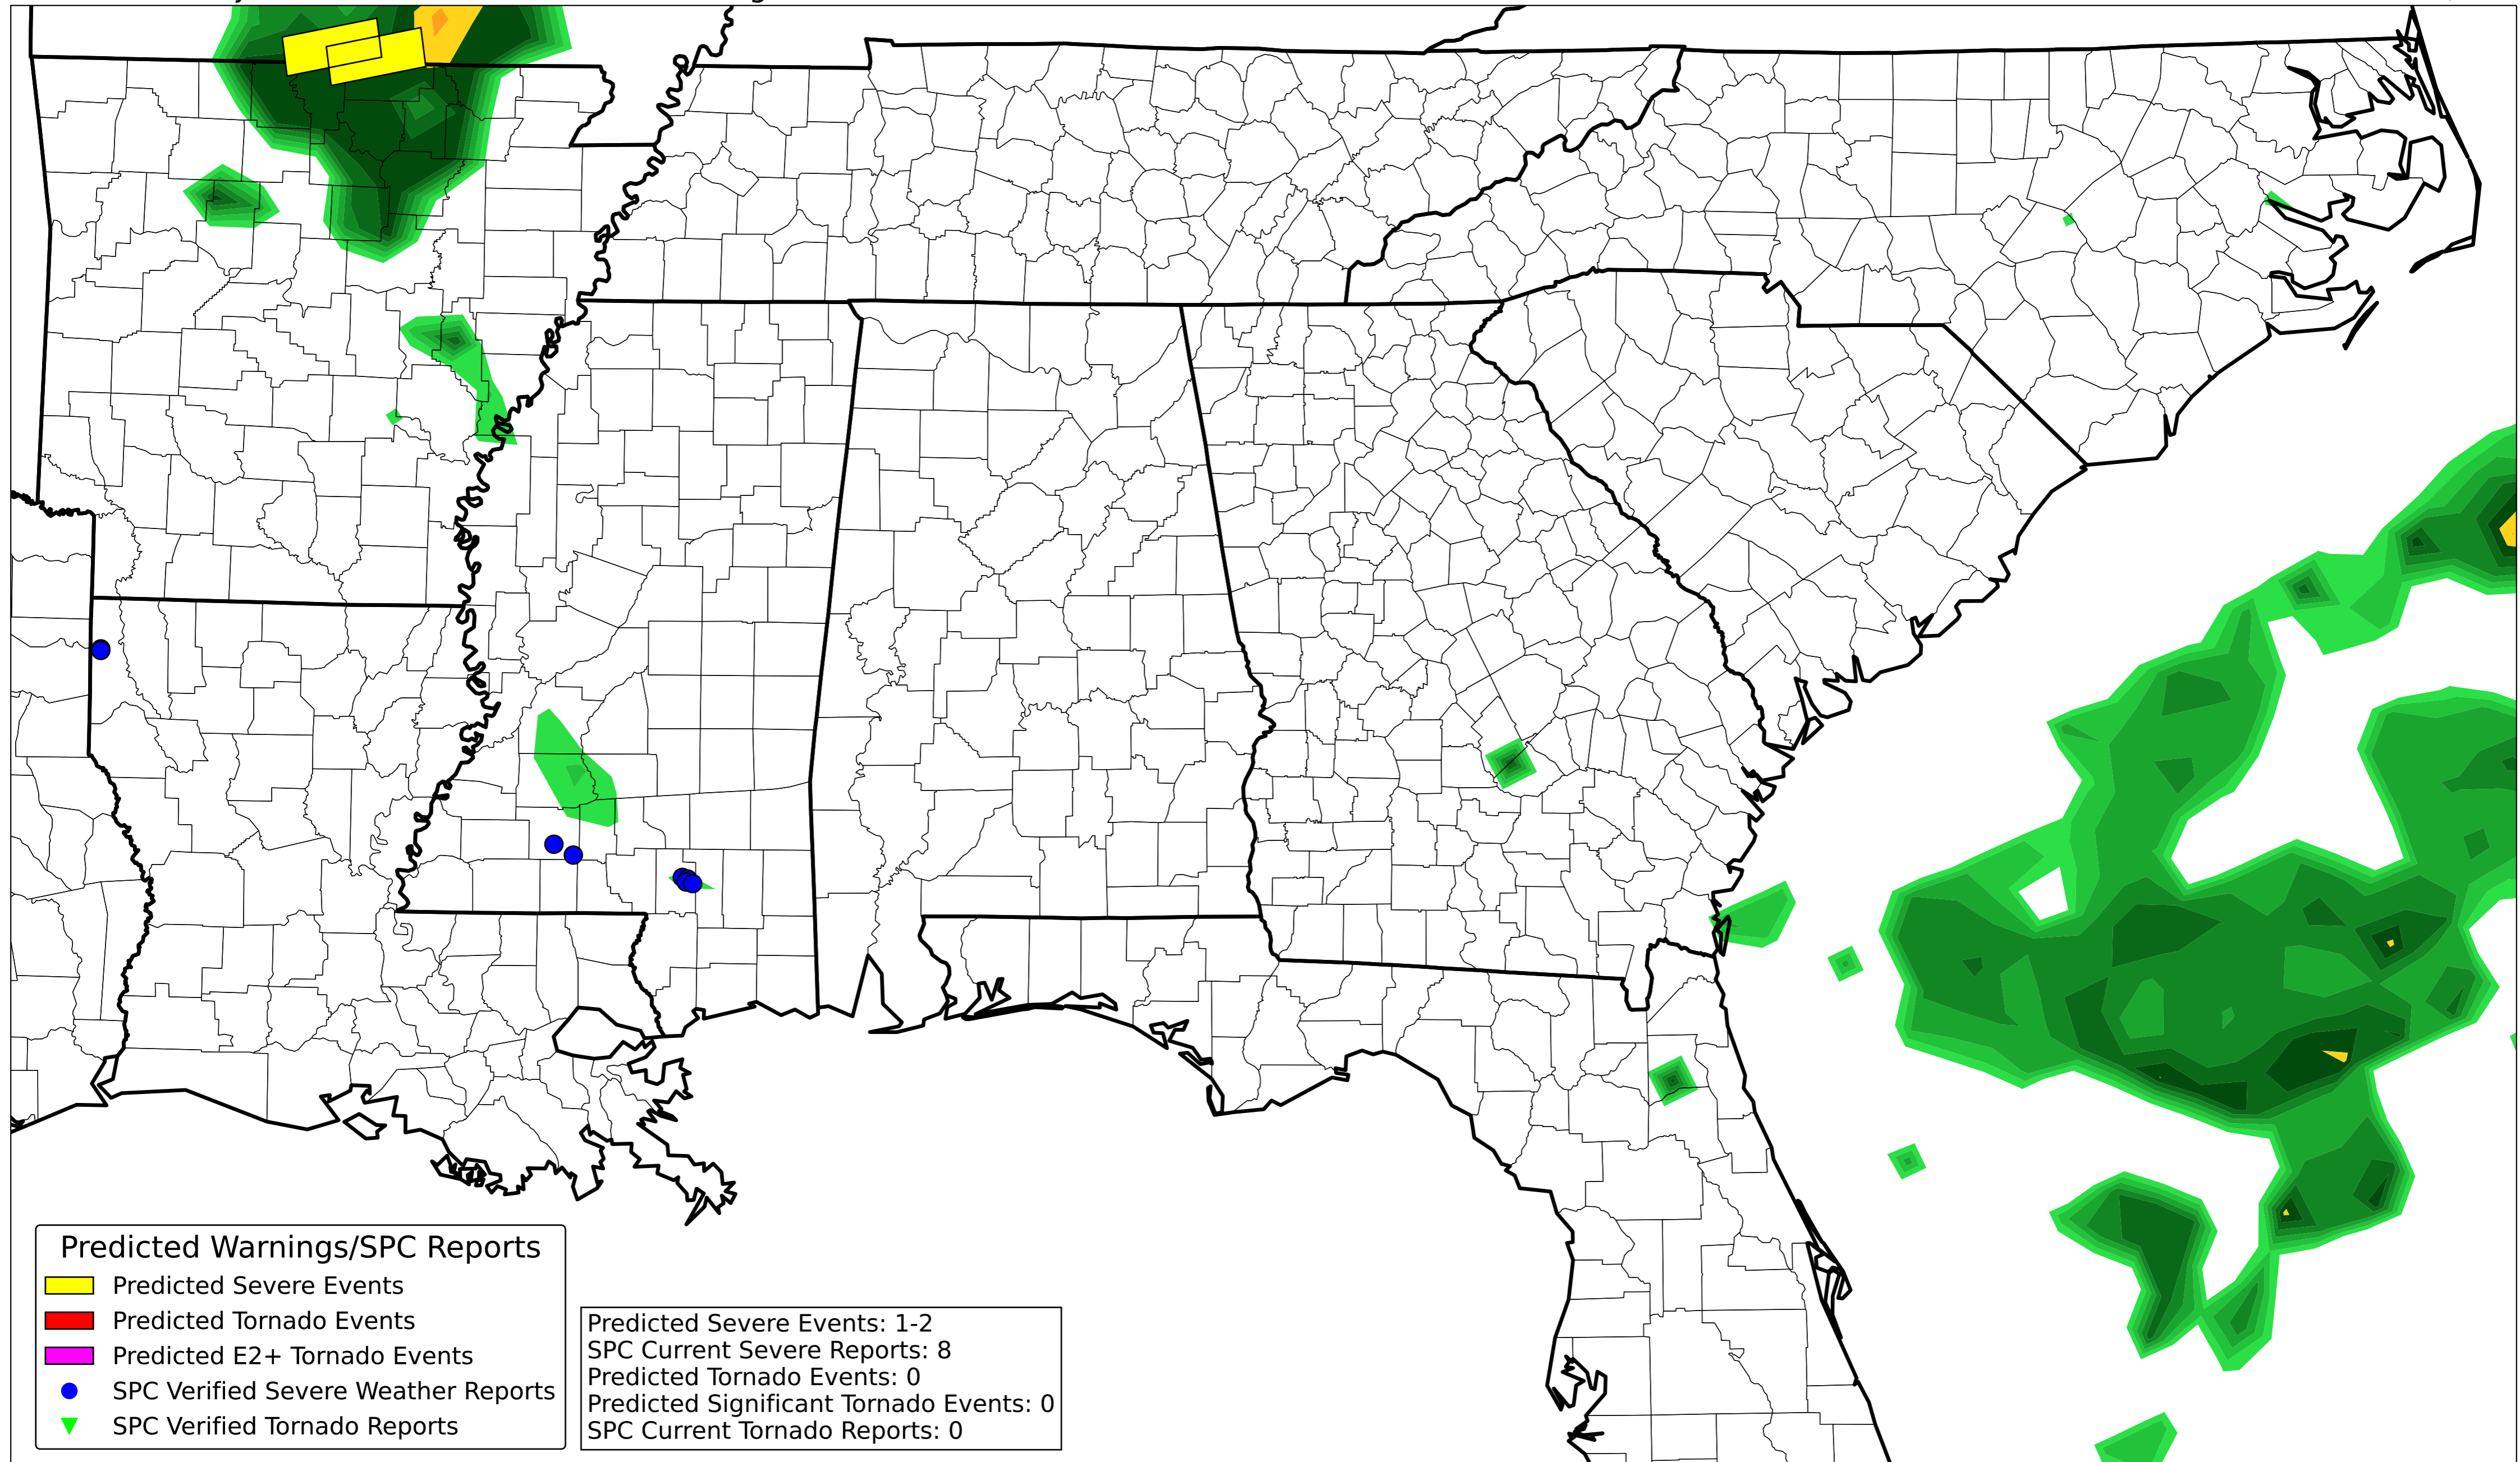 Predicted Warnings/SPC Reports
Predicted Severe Events
Predicted Tornado Events
Predicted E2+ Tornado Events
SPC Verified Severe Weather Reports
SPC Verified Tornado Reports
Predicted Severe Events: 1-2
SPC Current Severe Reports: 8
Predicted Tornado Events: 0
Predicted Significant Tornado Events: 0
SPC Current Tornado Reports: 0